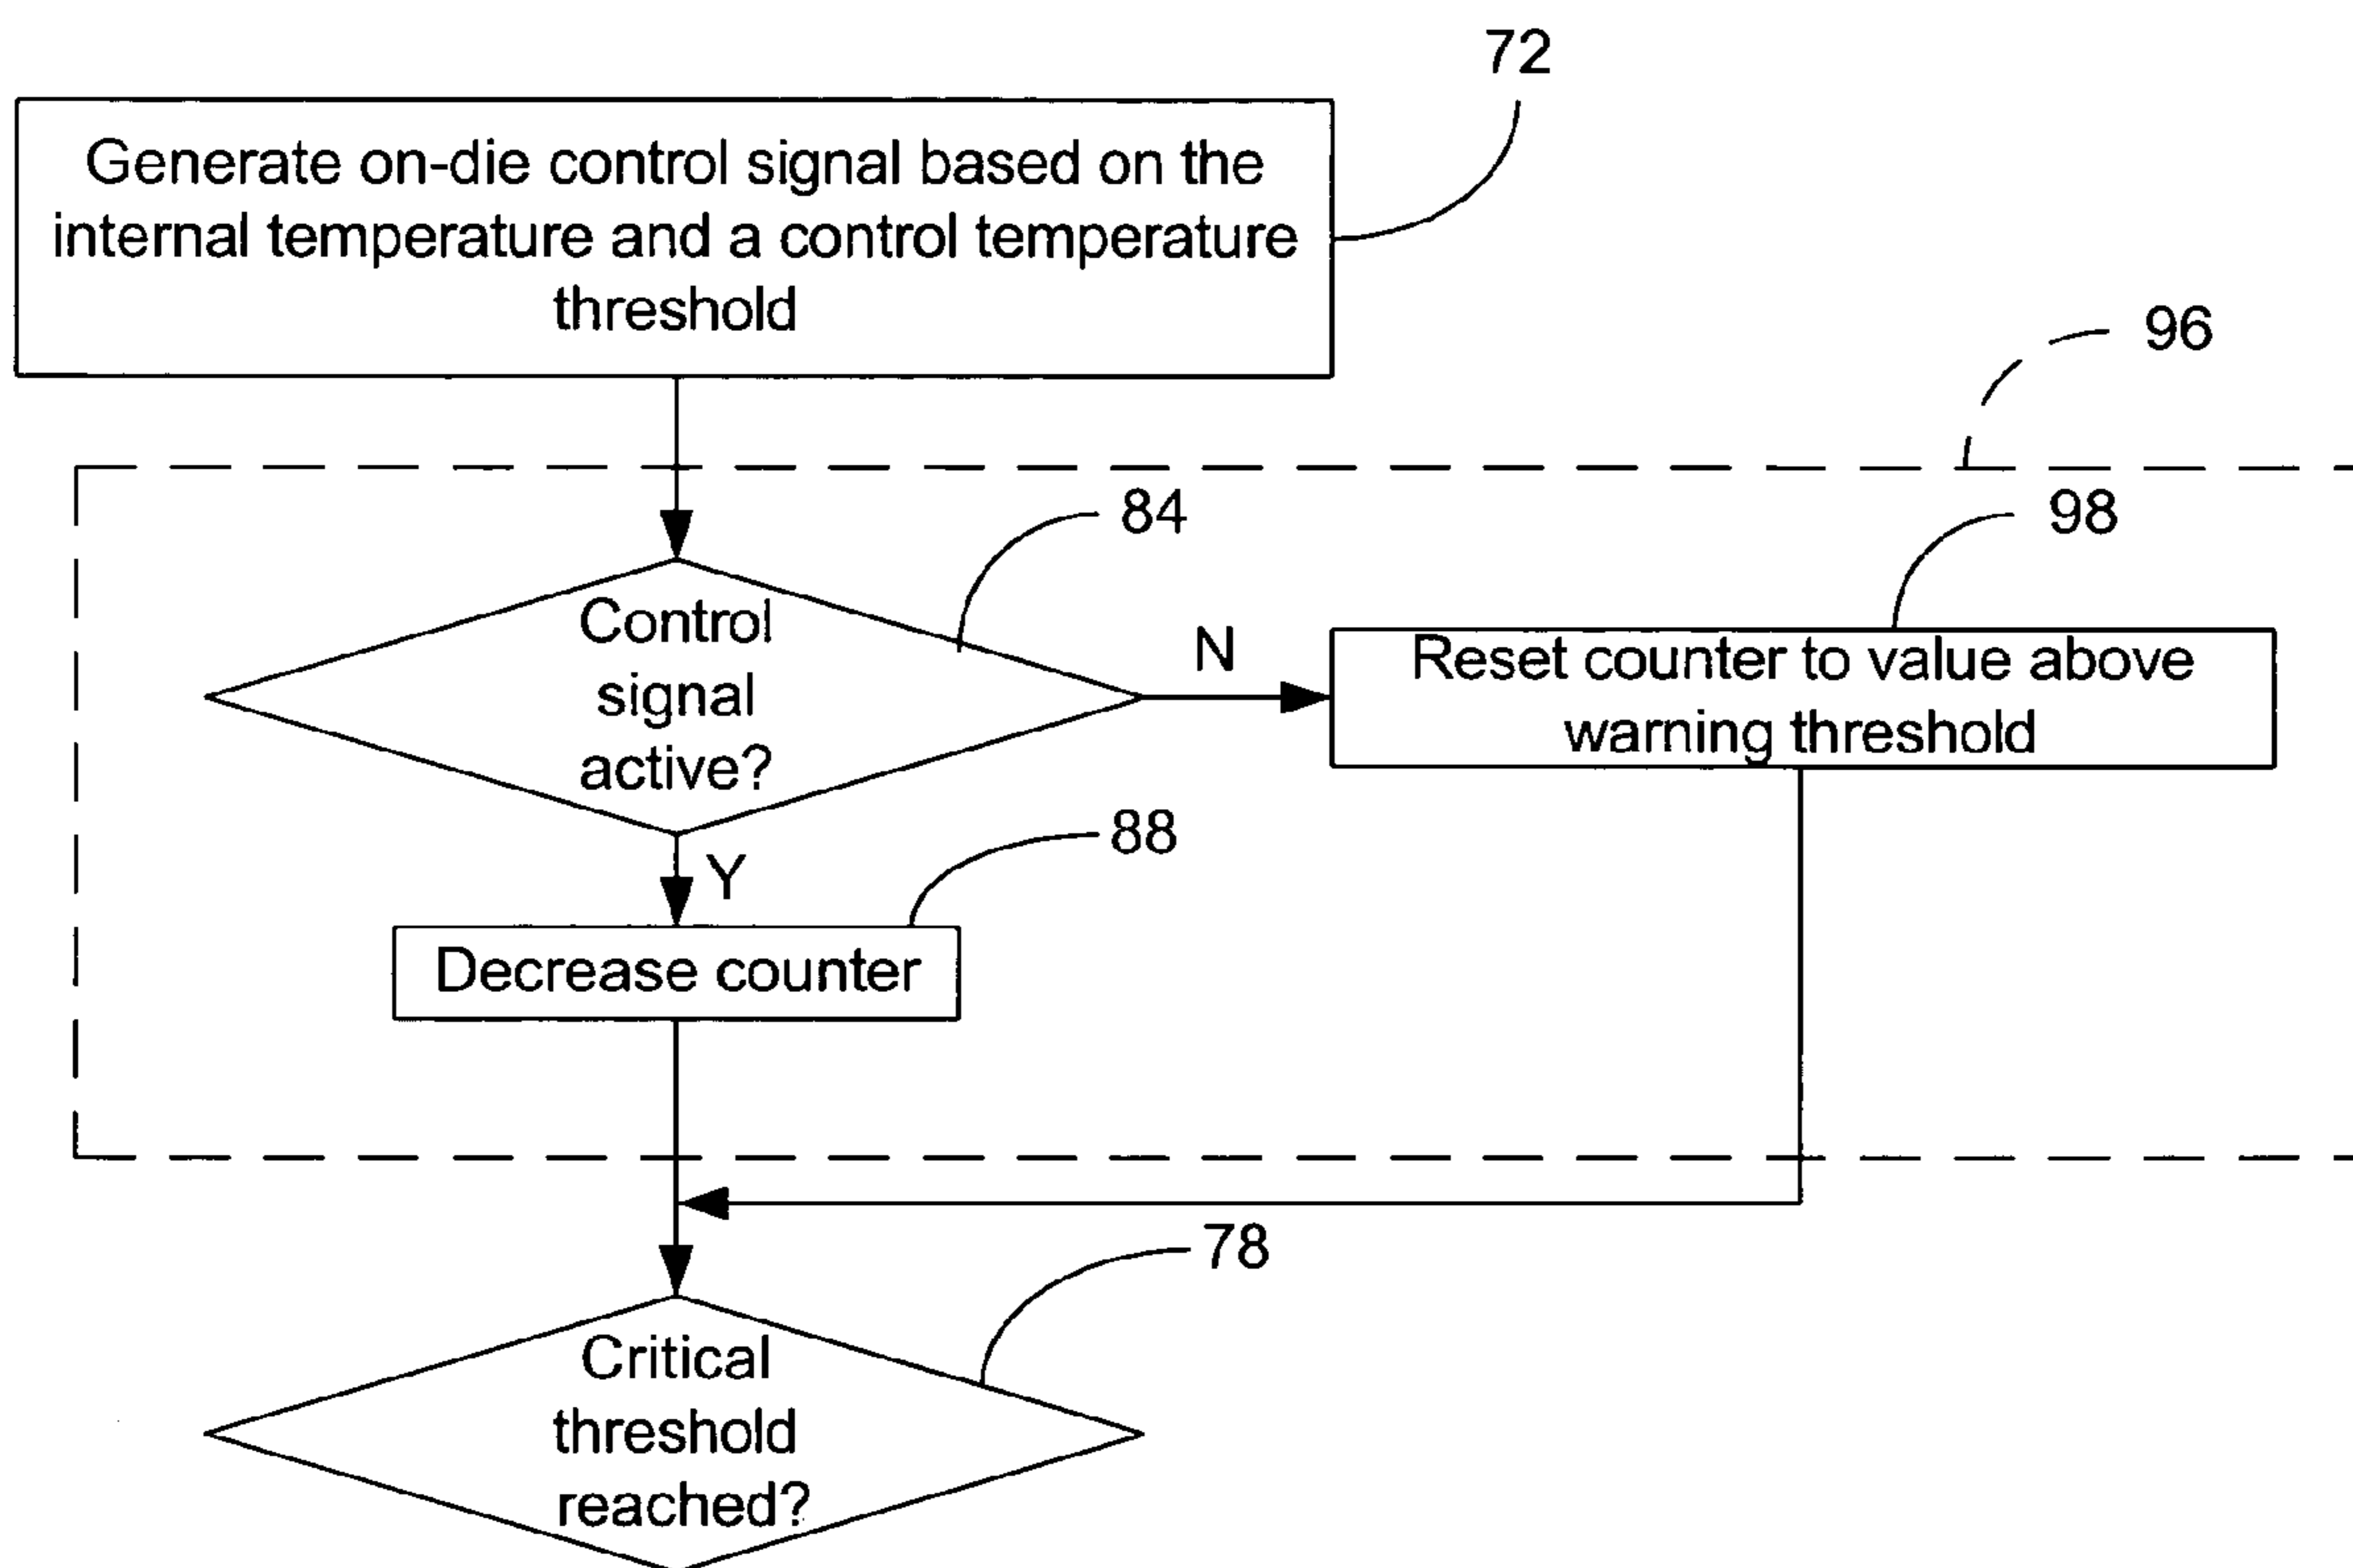 72
Generate on-die control signal based on the
internal temperature and a control temperature
threshold
96
84
98
Control
signal
active?
N
Reset counter to value above
warning threshold
88
Y
Decrease counter
78
Critical
threshold
reached?